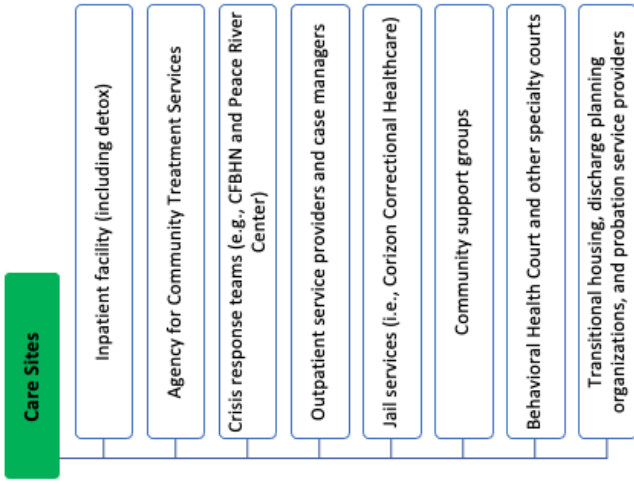 Care Sites
Inpatient facility (including detox)
Agency for Community Treatment Services
Crisis response teams (e.g., CFBHN and Peace River
Center)
Outpatient service providers and case managers
Jail services (i.e., Corizon Correctional Healthcare)
Community support groups
Behavioral Health Court and other specialty courts
Transitional housing, discharge planning
organizations, and probation service providers